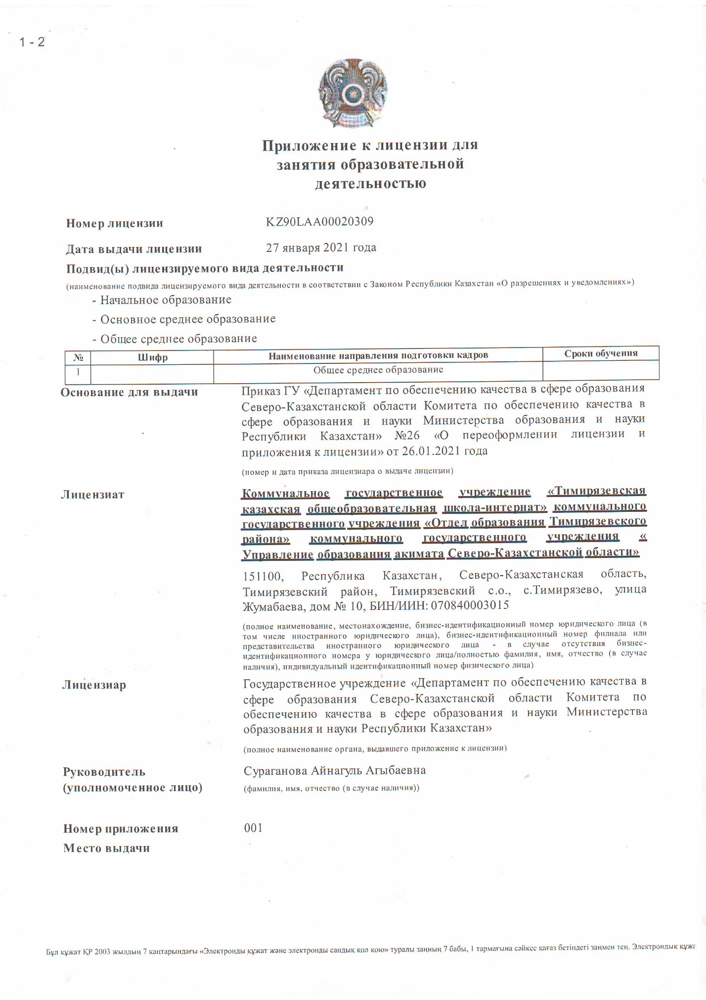 1 - 2
Приложение к лицензии для
занятия образовательной
деятельностью
Номер лицензии KZ90LAA00020309
Дата выдачи лицензии 27 января 2021 года
Подвид(ы) лицензируемого вида деятельности
(наименование подвида лицензируемого вида деятельности в соответствии с Законом Республики Казахстан «О разрешениях и уведомлениях»)
- Начальное образование
- Основное среднее образование
- Общее среднее образование
№ Шифр Наименование направления подготовки кадров Сроки обучения
1 Общее среднее образование
Основание для выдачи Приказ ГУ «Департамент по обеспечению качества в сфере образования
Северо-Казахстанской области Комитета по обеспечению качества в
сфере образования и науки Министерства образования и науки
Республики Казахстан» №26 «О переоформлении лицензии и
приложения к лицензии» от 26.01.2021 года
(номер и дата приказа лицензиара о выдаче лицензии)
Лицензиат Коммунальное государственное учреждение «Тимирязевская
казахская общеобразовательная школа-интернат» коммунального
государственного учреждения «Отдел образования Тимирязевского
района» коммунального государственного учреждения «
Управление образования акимата Северо-Казахстанской области»
151100, Республика Казахстан, Северо-Казахстанская область,
Тимирязевский район, Тимирязевский с.о., с.Тимирязево, улица
Жумабаева, дом № 10, БИН/ИИН: 070840003015
(полное наименование, местонахождение, бизнес-идентификационный номер юридического лица (в
том числе иностранного юридического лица), бизнес-идентификационный номер филиала или
представительства иностранного юридического лица - в случае отсутствия бизнес-
идентификационного номера у юридического лица/полностью фамилия, имя, отчество (в случае
наличия), индивидуальный идентификационный номер физического лица)
Лицензиар Государственное учреждение «Департамент по обеспечению качества в
сфере образования Северо-Казахстанской области Комитета по
обеспечению качества в сфере образования и науки Министерства
образования и науки Республики Казахстан»
(полное наименование органа, выдавшего приложение к лицензии)
Руководитель Сураганова Айнагуль Агыбаевна
(уполномоченное лицо) (фамилия, имя, отчество (в случае наличия))
Номер приложения 001
Место выдачи
Бұл құжат ҚР 2003 жылдың 7 қаңтарындағы «Электронды құжат және электронды сандық қол қою» туралы заңның 7 бабы, 1 тармағына сәйкес қағаз бетіндегі заңмен тең. Электрондық